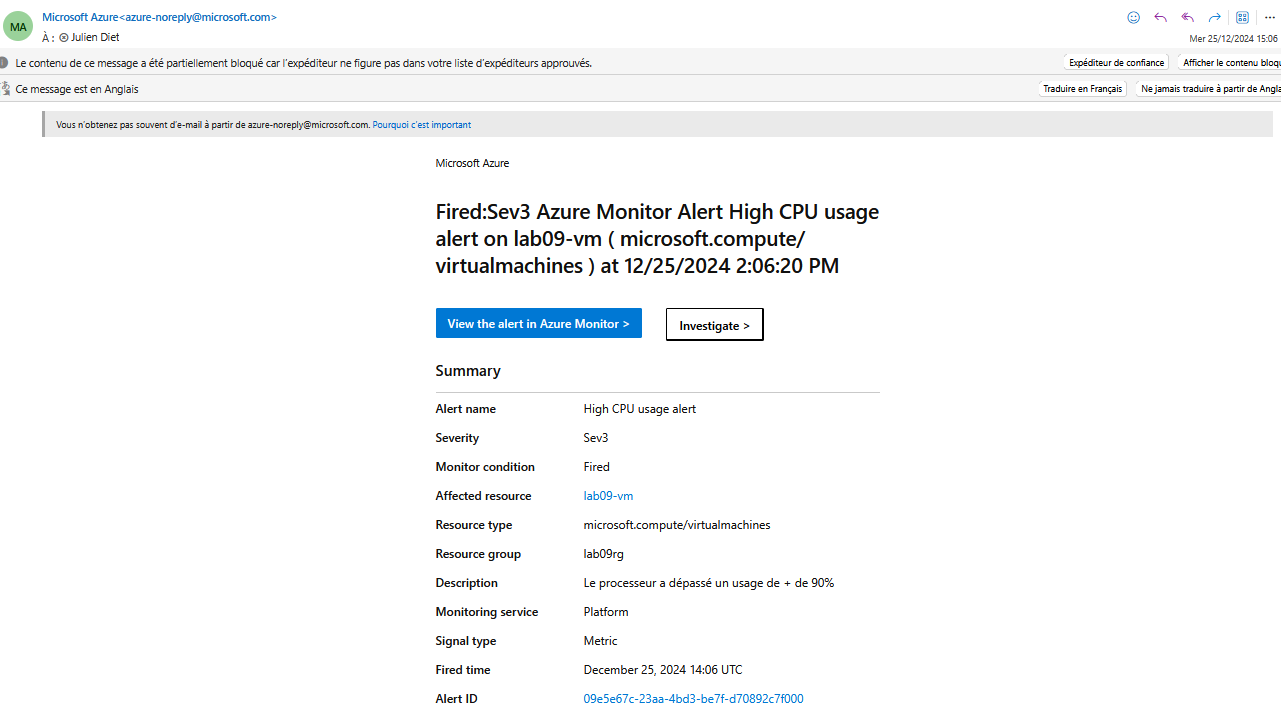 MA
Microsoft Azure<azure-noreply@microsoft.com>
À : Julien Diet
Mer 25/12/2024 15:06
Le contenu de ce message a été partiellement bloqué car l'expéditeur ne figure pas dans votre liste d'expéditeurs approuvés.
Expéditeur de confiance
Afficher le contenu bloqu
Ce message est en Anglais
Traduire en Français
Ne jamais traduire à partir de Angla
Vous n'obtenez pas souvent d'e-mail à partir de azure-noreply@microsoft.com. Pourquoi c'est important
Microsoft Azure
Fired:Sev3 Azure Monitor Alert High CPU usage
alert on lab09-vm ( microsoft.compute/
virtualmachines ) at 12/25/2024 2:06:20 PM
View the alert in Azure Monitor >
Investigate >
Summary
Alert name High CPU usage alert
Severity Sev3
Monitor condition Fired
Affected resource lab09-vm
Resource type microsoft.compute/virtualmachines
Resource group lab09rg
Description Le processeur a dépassé un usage de + de 90%
Monitoring service Platform
Signal type Metric
Fired time December 25, 2024 14:06 UTC
Alert ID 09e5e67c-23aa-4bd3-be7f-d70892c7f000